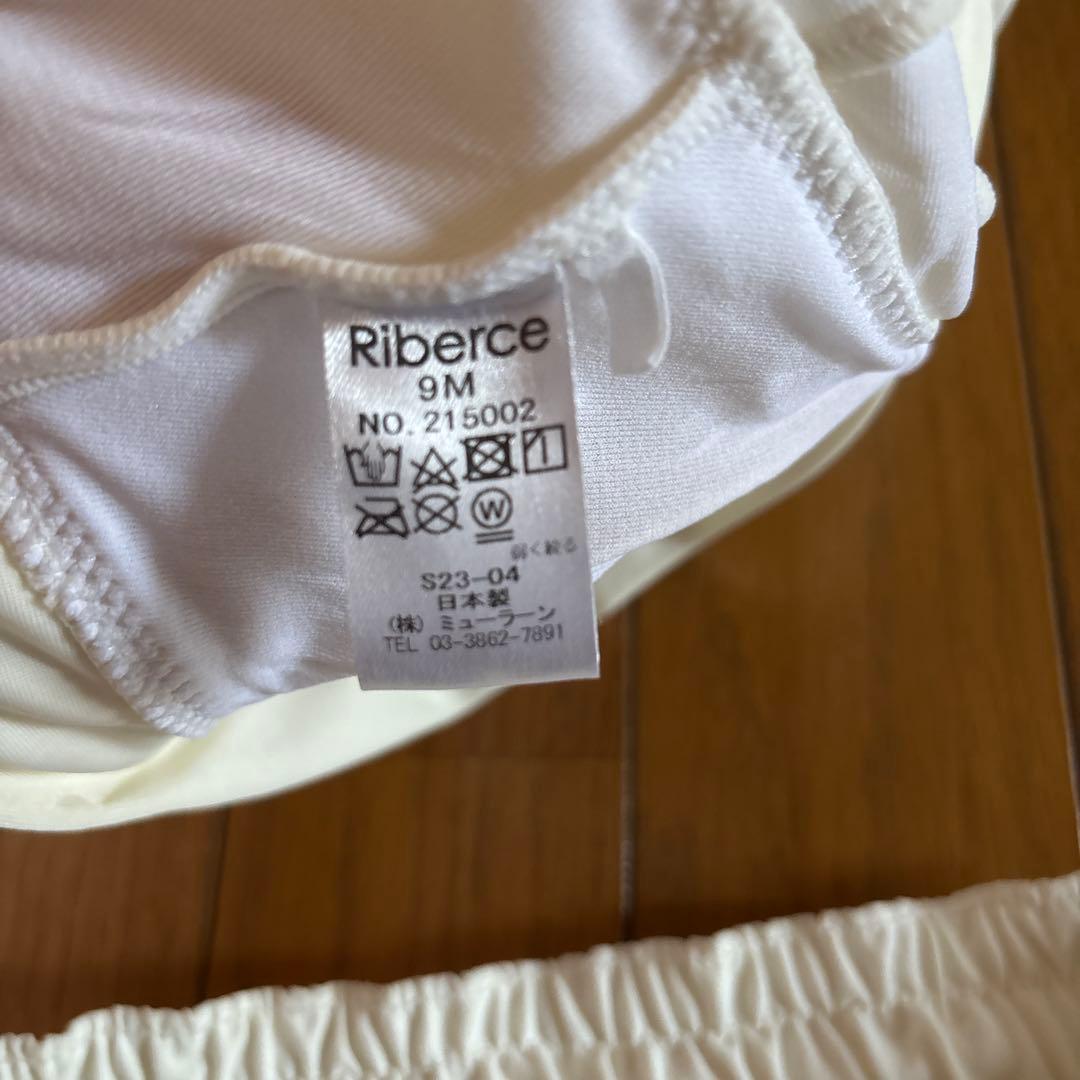 Riberce
9M
NO. 215002
W
弱く絞る
S23-04
日本製
(株) ミューラーン
TEL 03-3862-7891